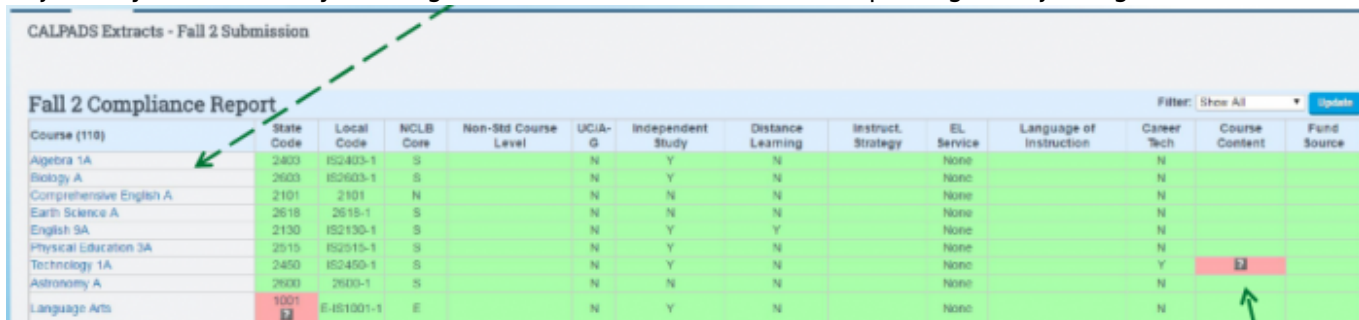 CALPADS Extracts - Fall 2 Submission
Fall 2 Compliance Report
Filter: Show All Update
Course (110) State Code Local Code NCLB Core Non-Std Course Level UC/A-G Independent Study Distance Learning Instruct. Strategy EL Service Language of Instruction Career Tech Course Content Fund Source
Algebra 1A 2403 IS2403-1 S N Y N None N
Biology A 2603 IS2603-1 S N Y N None N
Comprehensive English A 2101 2101 N N N N None N
Earth Science A 2618 2618-1 S N N N None N
English 9A 2130 IS2130-1 S N Y Y None N
Physical Education 3A 2515 IS2515-1 S N Y N None N
Technology 1A 2450 IS2450-1 S N Y N None Y ?
Astronomy A 2600 2600-1 S N N N None N
Language Arts 1001 ? E-IS1001-1 E N Y N None N